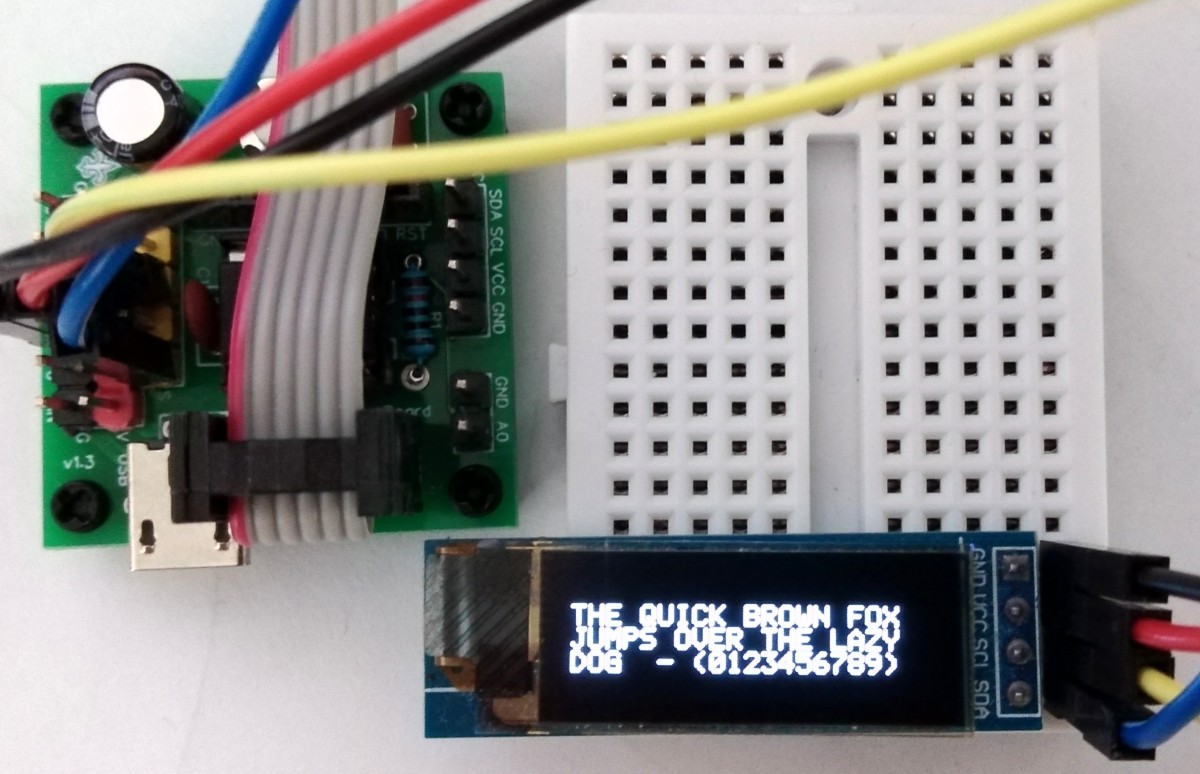 SDA SCL VCC GND
RST
R1
GND A0
v1.3
USB
THE QUICK BROWN FOX
JUMPS OVER THE LAZY
DOG - (0123456789)
GND VCC SCL SDA